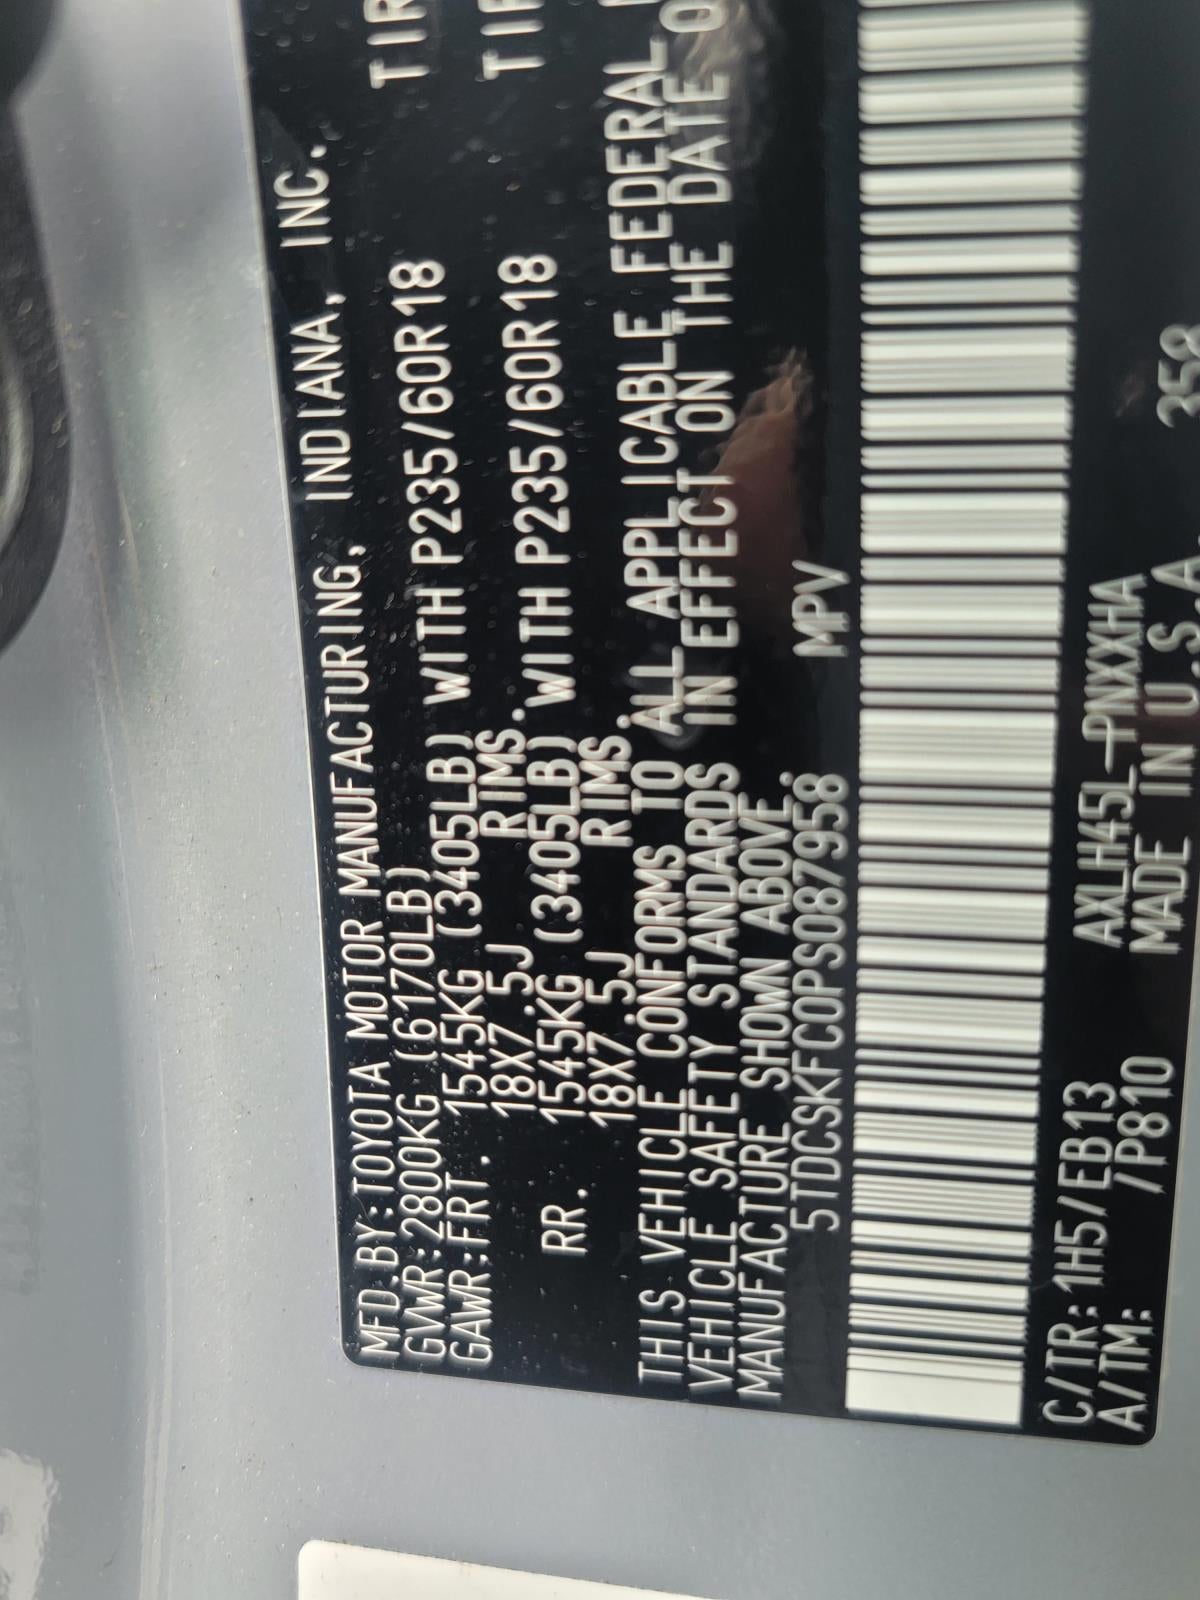 MFD.BY:TOYOTA MOTOR MANUFACTURING, INDIANA, INC.
GVWR:2800KG (6170LB)
GAWR:FRT. 1545KG (3405LB) WITH P235/60R18 TIR
18X7.5J RIMS.
RR. 1545KG (3405LB) WITH P235/60R18 TIR
18X7.5J RIMS.
THIS VEHICLE CONFORMS TO ALL APPLICABLE FEDERAL
VEHICLE SAFETY STANDARDS IN EFFECT ON THE DATE O
MANUFACTURE SHOWN ABOVE.
5TDCSKFC0PS087958 MPV
C/TR:1H5/EB13 AXLH45L-PNXXHA
A/TM: /P810 MADE IN U.S.A. 358